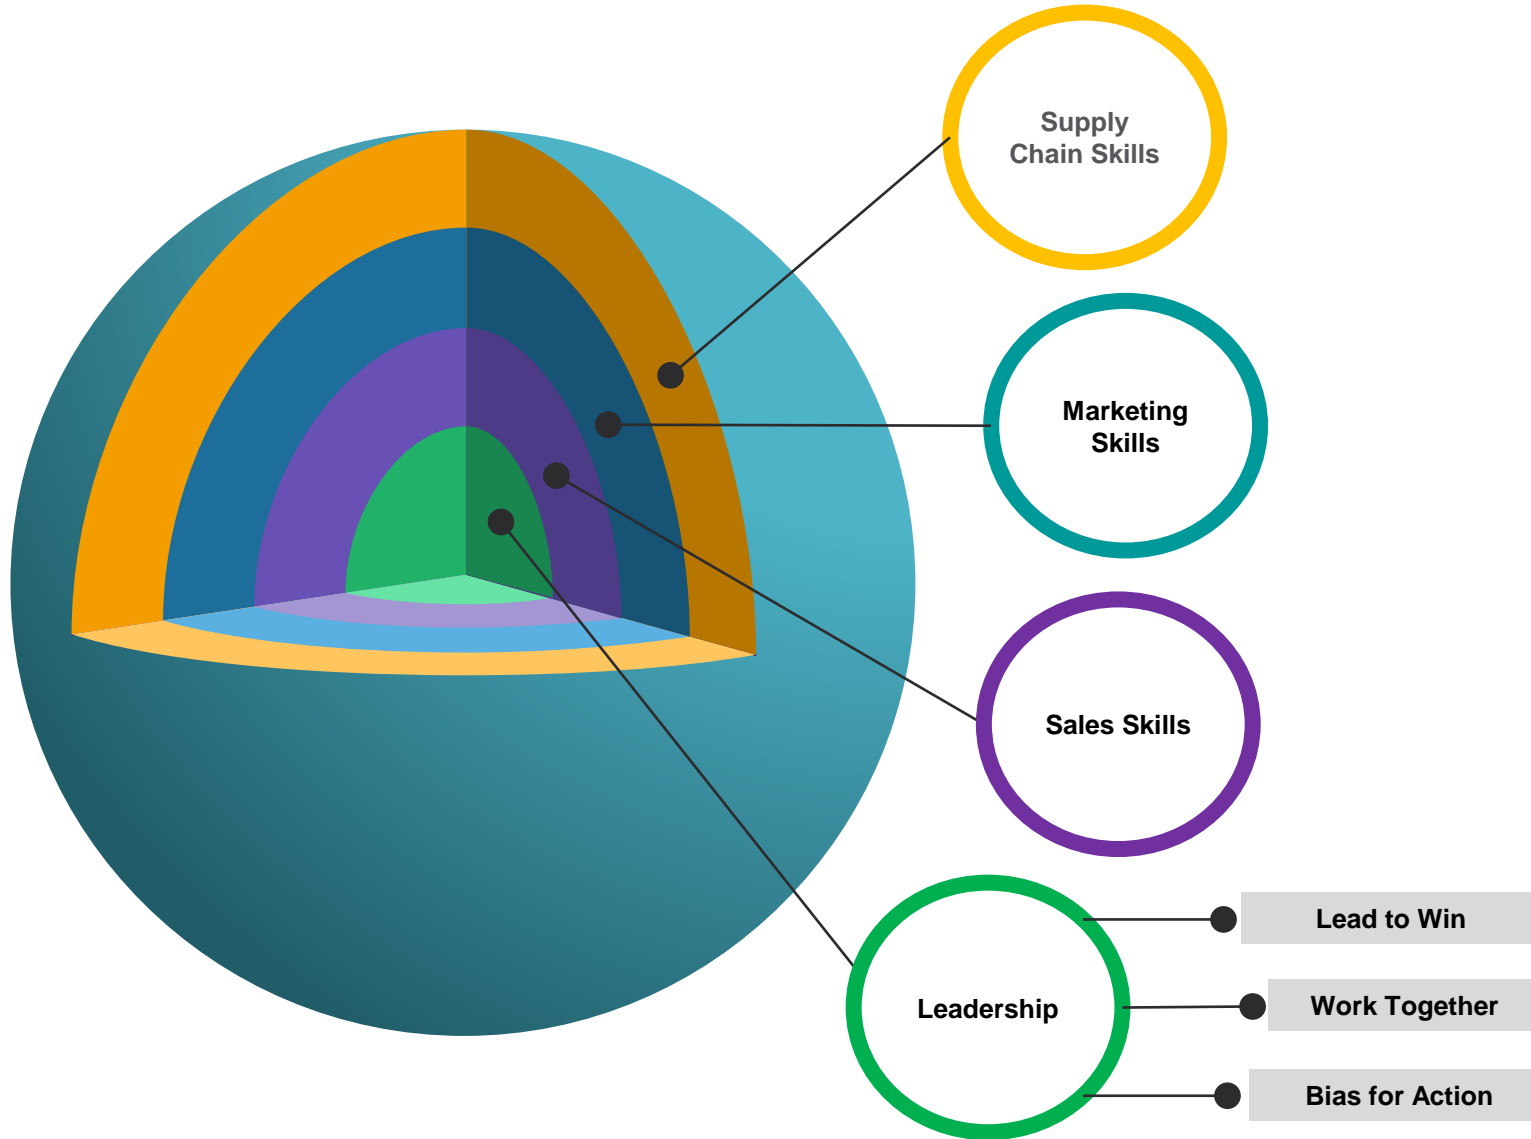 Supply
Chain Skills
Marketing
Skills
Sales Skills
Leadership
Lead to Win
Work Together
Bias for Action